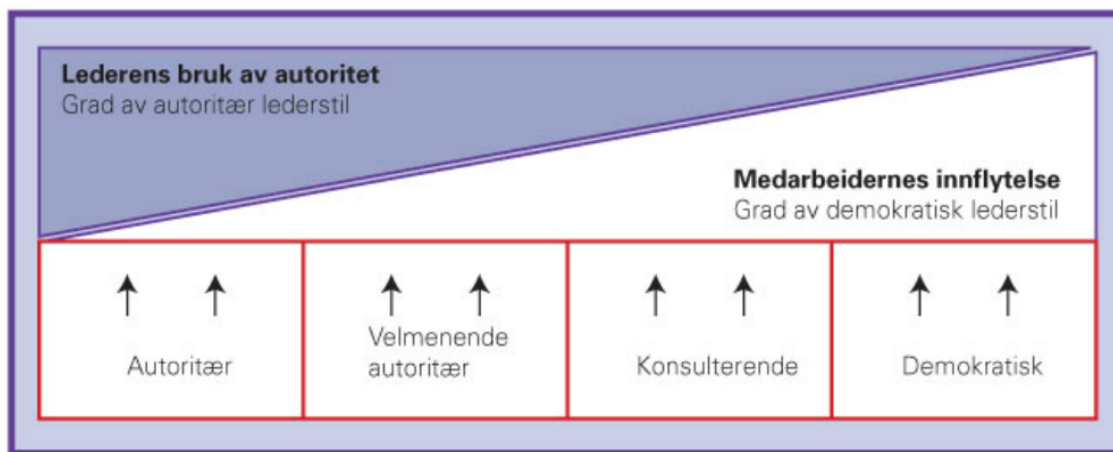 Lederens bruk av autoritet
Grad av autoritær lederstil
Medarbeidernes innflytelse
Grad av demokratisk lederstil
Autoritær
Velmenende
autoritær
Konsulterende
Demokratisk